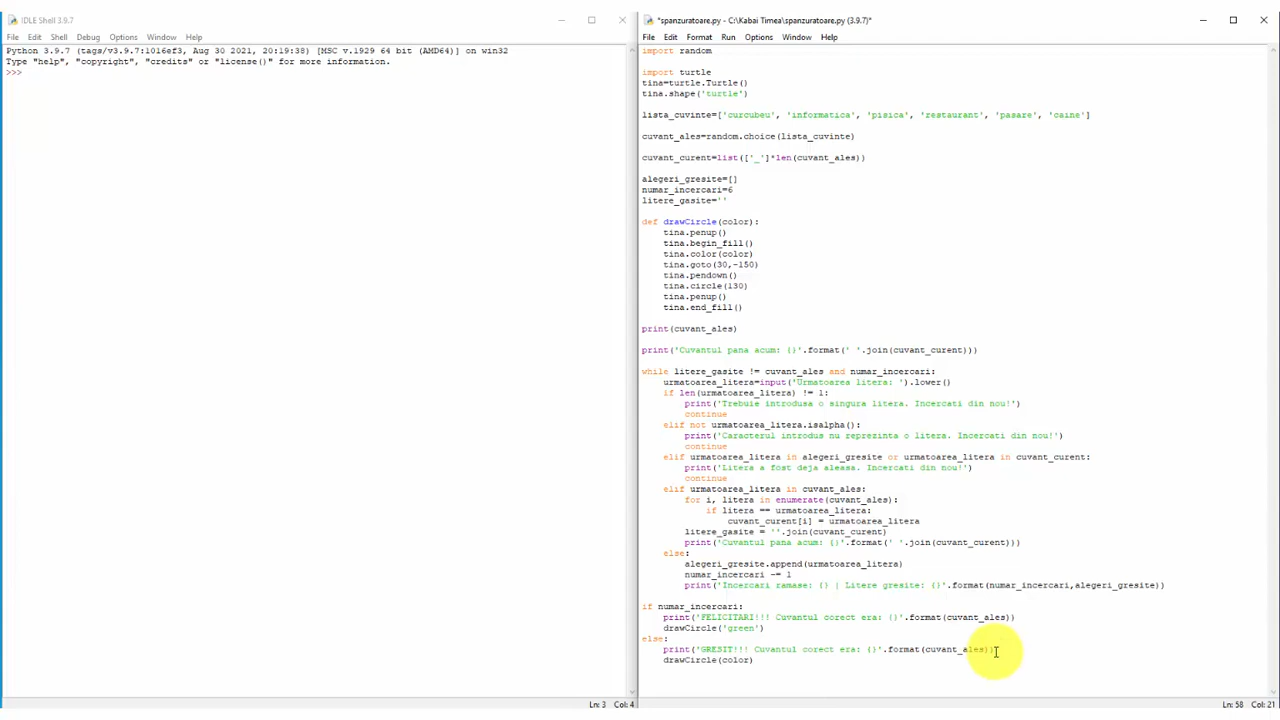 IDLE Shell 3.9.7
File Edit Shell Debug Options Window Help
Python 3.9.7 (tags/v3.9.7:1016ef3, Aug 30 2021, 20:19:38) [MSC v.1929 64 bit (AMD64)] on win32
Type "help", "copyright", "credits" or "license()" for more information.
>>>
Ln: 3 Col: 4
*spanzuratoare.py - C:\Kabai Timea\spanzuratoare.py (3.9.7)*
File Edit Format Run Options Window Help
import random
import turtle
tina=turtle.Turtle()
tina.shape('turtle')
lista_cuvinte=['curcubeu', 'informatica', 'pisica', 'restaurant', 'pasare', 'caine']
cuvant_ales=random.choice(lista_cuvinte)
cuvant_curent=list(['_']*len(cuvant_ales))
alegeri_gresite=[]
numar_incercari=6
litere_gasite=''
def drawCircle(color):
    tina.penup()
    tina.begin_fill()
    tina.color(color)
    tina.goto(30,-150)
    tina.pendown()
    tina.circle(130)
    tina.penup()
    tina.end_fill()
print(cuvant_ales)
print('Cuvantul pana acum: {}'.format(' '.join(cuvant_curent)))
while litere_gasite != cuvant_ales and numar_incercari:
    urmatoarea_litera=input('Urmatoarea litera: ').lower()
    if len(urmatoarea_litera) != 1:
        print('Trebuie introdusa o singura litera. Incercati din nou!')
        continue
    elif not urmatoarea_litera.isalpha():
        print('Caracterul introdus nu reprezinta o litera. Incercati din nou!')
        continue
    elif urmatoarea_litera in alegeri_gresite or urmatoarea_litera in cuvant_curent:
        print('Litera a fost deja aleasa. Incercati din nou!')
        continue
    elif urmatoarea_litera in cuvant_ales:
        for i, litera in enumerate(cuvant_ales):
            if litera == urmatoarea_litera:
                cuvant_curent[i] = urmatoarea_litera
        litere_gasite = ''.join(cuvant_curent)
        print('Cuvantul pana acum: {}'.format(' '.join(cuvant_curent)))
    else:
        alegeri_gresite.append(urmatoarea_litera)
        numar_incercari -= 1
        print('Incercari ramase: {} | Litere gresite: {}'.format(numar_incercari,alegeri_gresite))
if numar_incercari:
    print('FELICITARI!!! Cuvantul corect era: {}'.format(cuvant_ales))
    drawCircle('green')
else:
    print('GRESIT!!! Cuvantul corect era: {}'.format(cuvant_ales))
    drawCircle(color)
Ln: 58 Col: 21